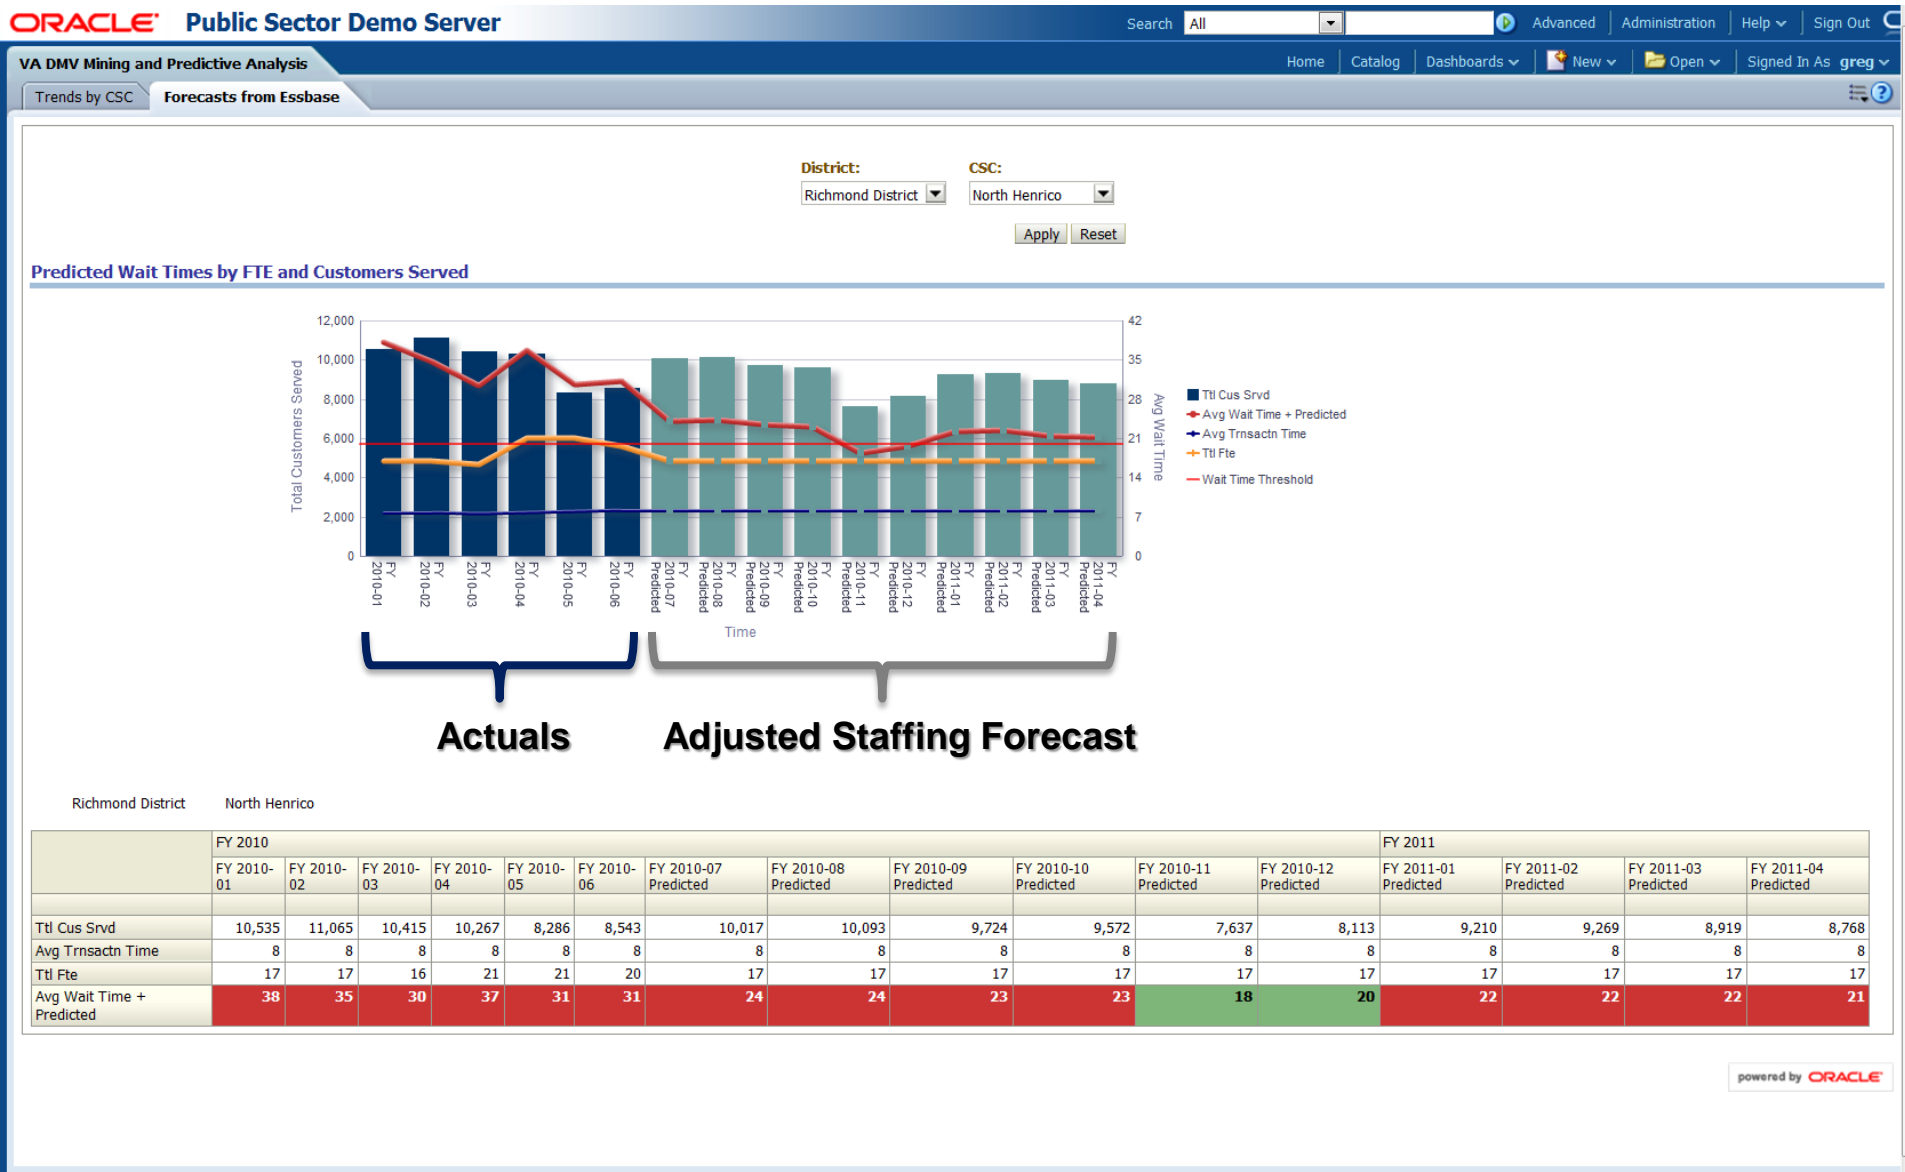 ORACLE Public Sector Demo Server
Search All Advanced Administration Help Sign Out
VA DMV Mining and Predictive Analysis
Home Catalog Dashboards New Open Signed In As greg
Trends by CSC Forecasts from Essbase
District: CSC:
Richmond District North Henrico
Apply Reset
Predicted Wait Times by FTE and Customers Served
12,000
10,000
8,000
6,000
4,000
2,000
0
Total Customers Served
42
35
28
21
14
7
0
Avg Wait Time
Ttl Cus Srvd
Avg Wait Time + Predicted
Avg Trnsactn Time
Ttl Fte
Wait Time Threshold
FY 2010-01
FY 2010-02
FY 2010-03
FY 2010-04
FY 2010-05
FY 2010-06
FY 2010-07 Predicted
FY 2010-08 Predicted
FY 2010-09 Predicted
FY 2010-10 Predicted
FY 2010-11 Predicted
FY 2010-12 Predicted
FY 2011-01 Predicted
FY 2011-02 Predicted
FY 2011-03 Predicted
FY 2011-04 Predicted
Time
Actuals Adjusted Staffing Forecast
Richmond District North Henrico
FY 2010 FY 2011
FY 2010- FY 2010- FY 2010- FY 2010- FY 2010- FY 2010- FY 2010-07 FY 2010-08 FY 2010-09 FY 2010-10 FY 2010-11 FY 2010-12 FY 2011-01 FY 2011-02 FY 2011-03 FY 2011-04
01 02 03 04 05 06 Predicted Predicted Predicted Predicted Predicted Predicted Predicted Predicted Predicted Predicted
Ttl Cus Srvd 10,535 11,065 10,415 10,267 8,286 8,543 10,017 10,093 9,724 9,572 7,637 8,113 9,210 9,269 8,919 8,768
Avg Trnsactn Time 8 8 8 8 8 8 8 8 8 8 8 8 8 8 8 8
Ttl Fte 17 17 16 21 21 20 17 17 17 17 17 17 17 17 17 17
Avg Wait Time + 38 35 30 37 31 31 24 24 23 23 18 20 22 22 22 21
Predicted
powered by ORACLE